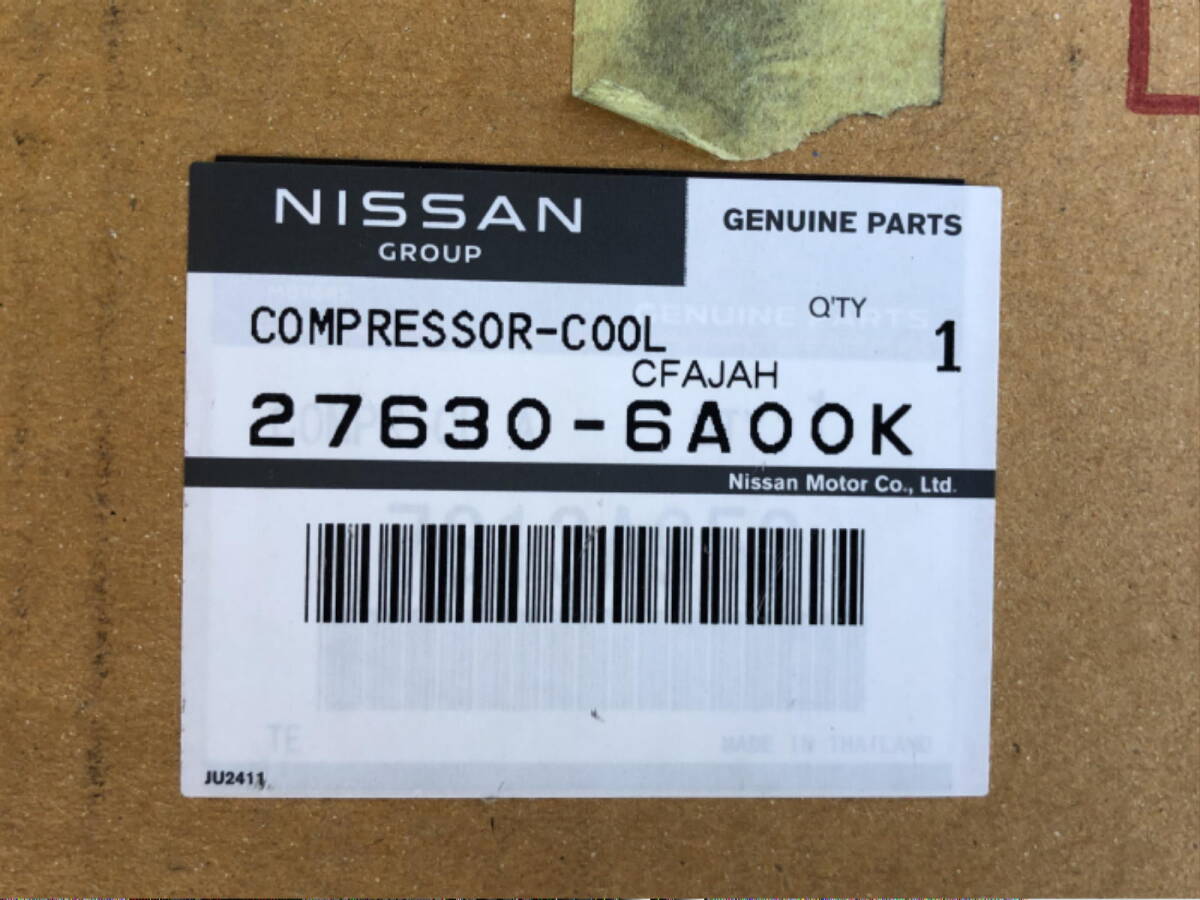 NISSAN
GROUP
GENUINE PARTS
COMPRESSOR-COOL
Q'TY
1
CFAJAH
27630-6A00K
Nissan Motor Co., Ltd.
TE
MADE IN THAILAND
JU2411